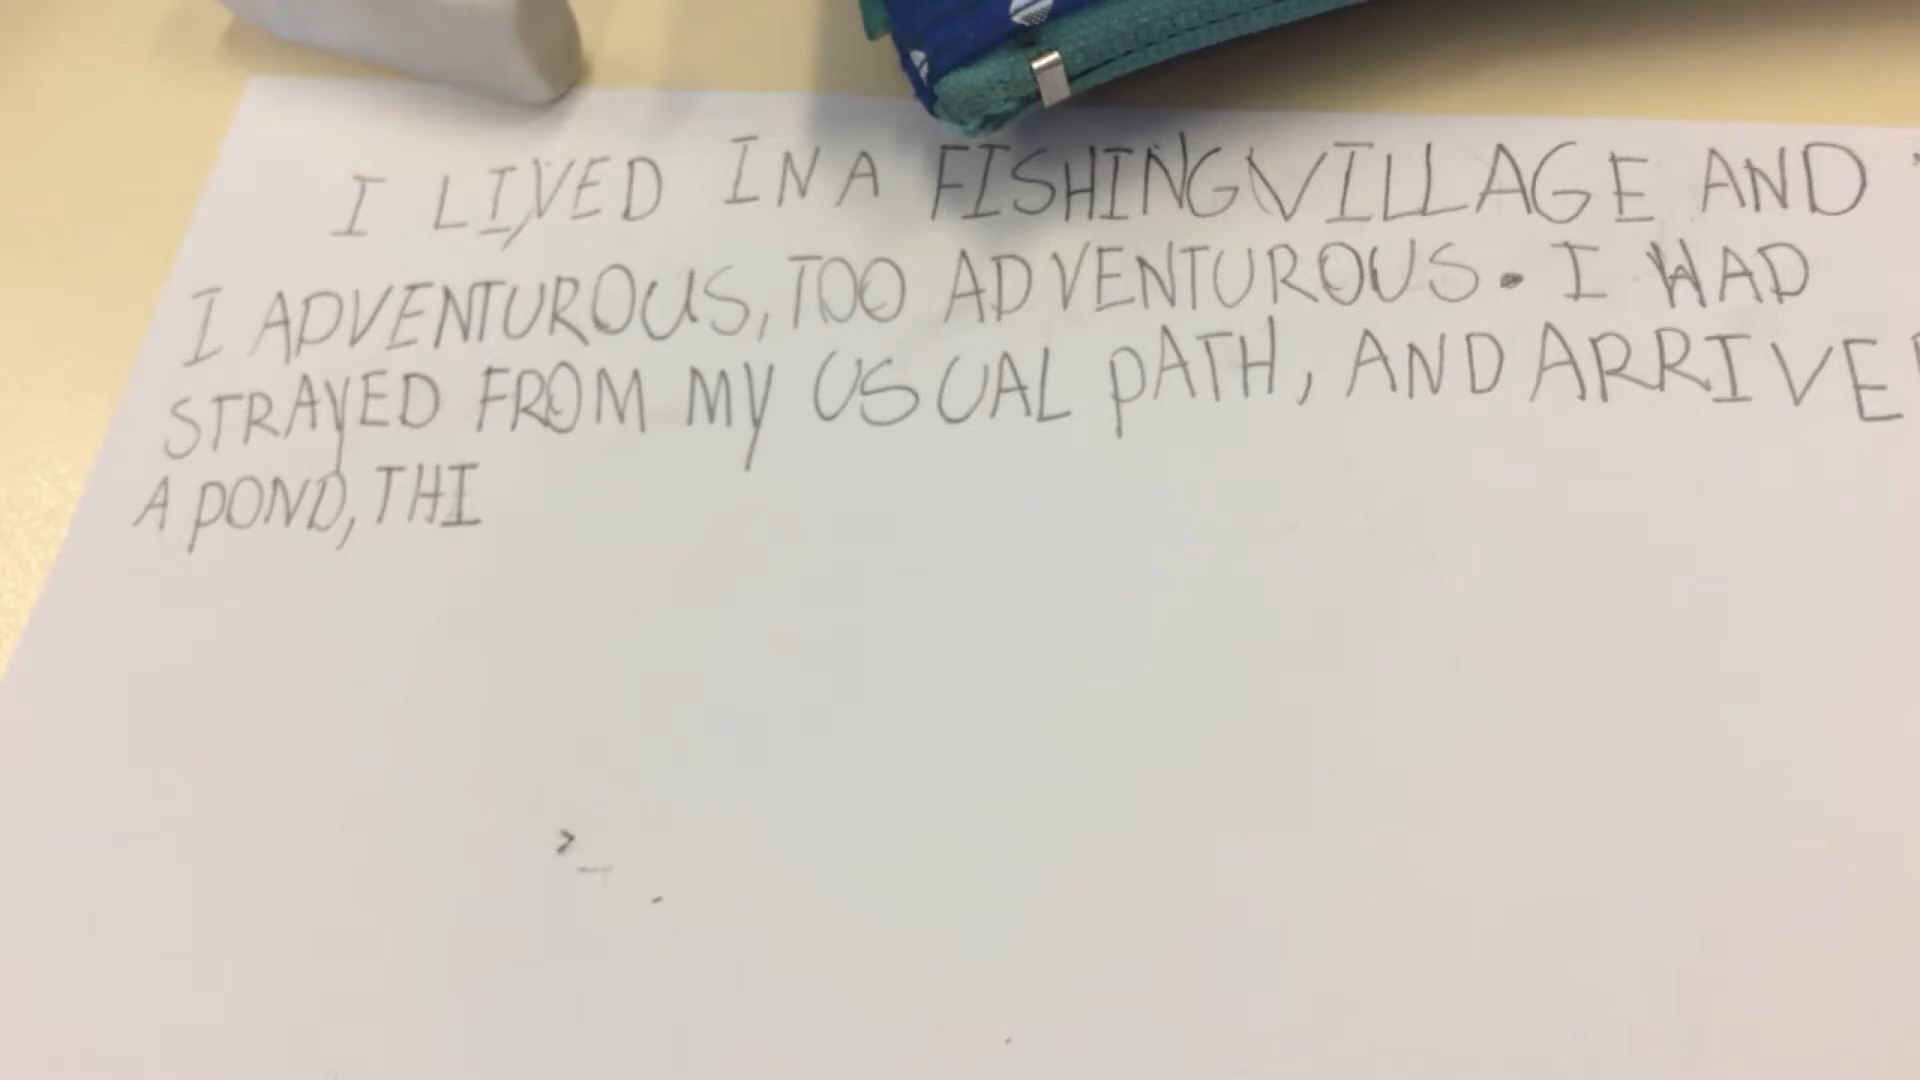 I LIVED IN A FISHING VILLAGE AND
I ADVENTUROUS, TOO ADVENTUROUS. I HAD
STRAYED FROM MY USUAL PATH, AND ARRIVE
A POND, THI